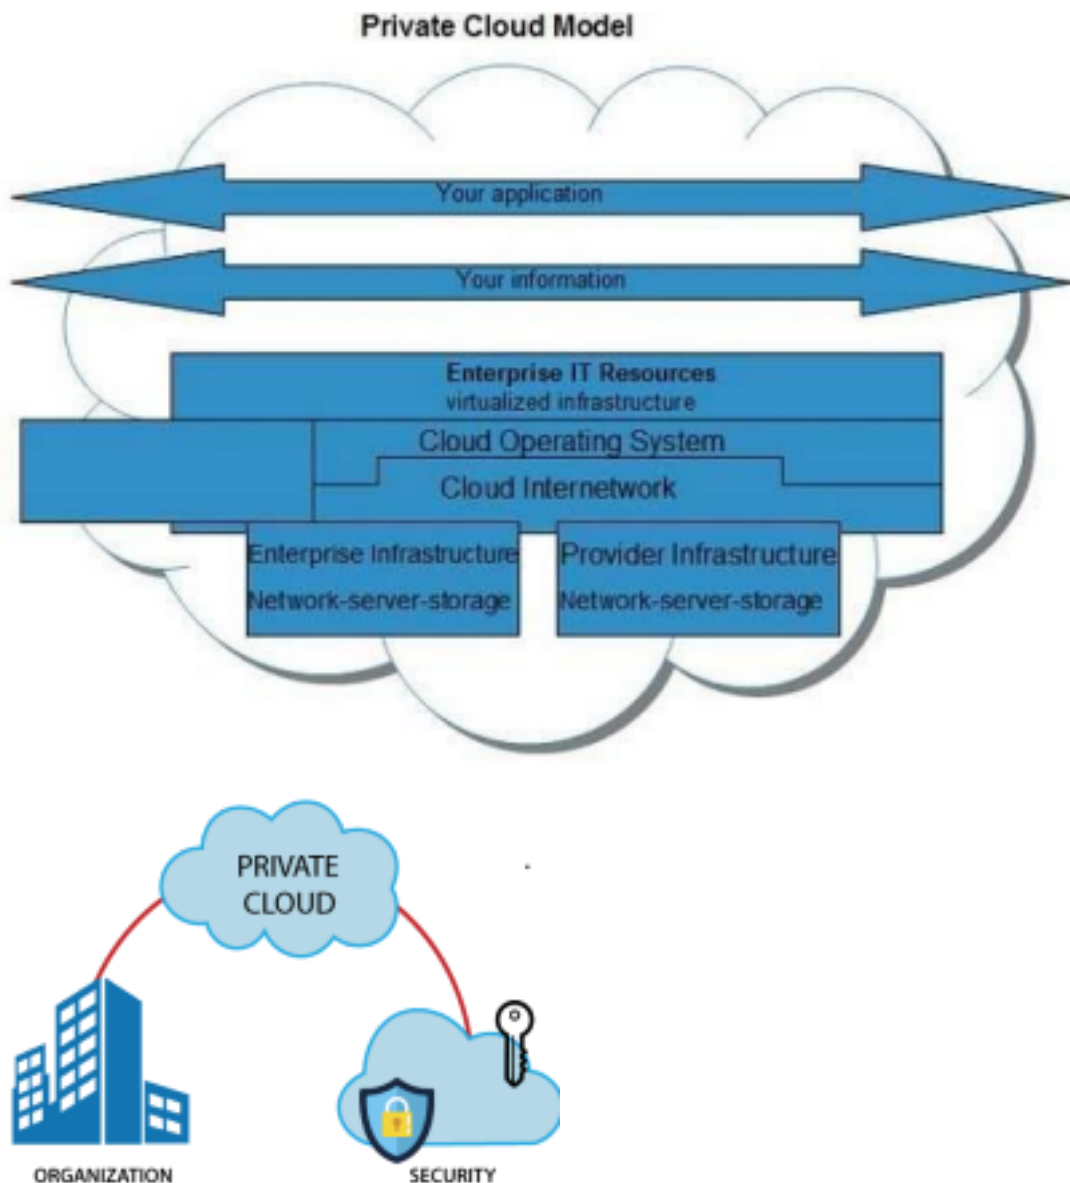 Private Cloud Model
Your application
Your information
Enterprise IT Resources
virtualized infrastructure
Cloud Operating System
Cloud Internetwork
Enterprise Infrastructure
Network-server-storage
Provider Infrastructure
Network-server-storage
PRIVATE
CLOUD
ORGANIZATION
SECURITY